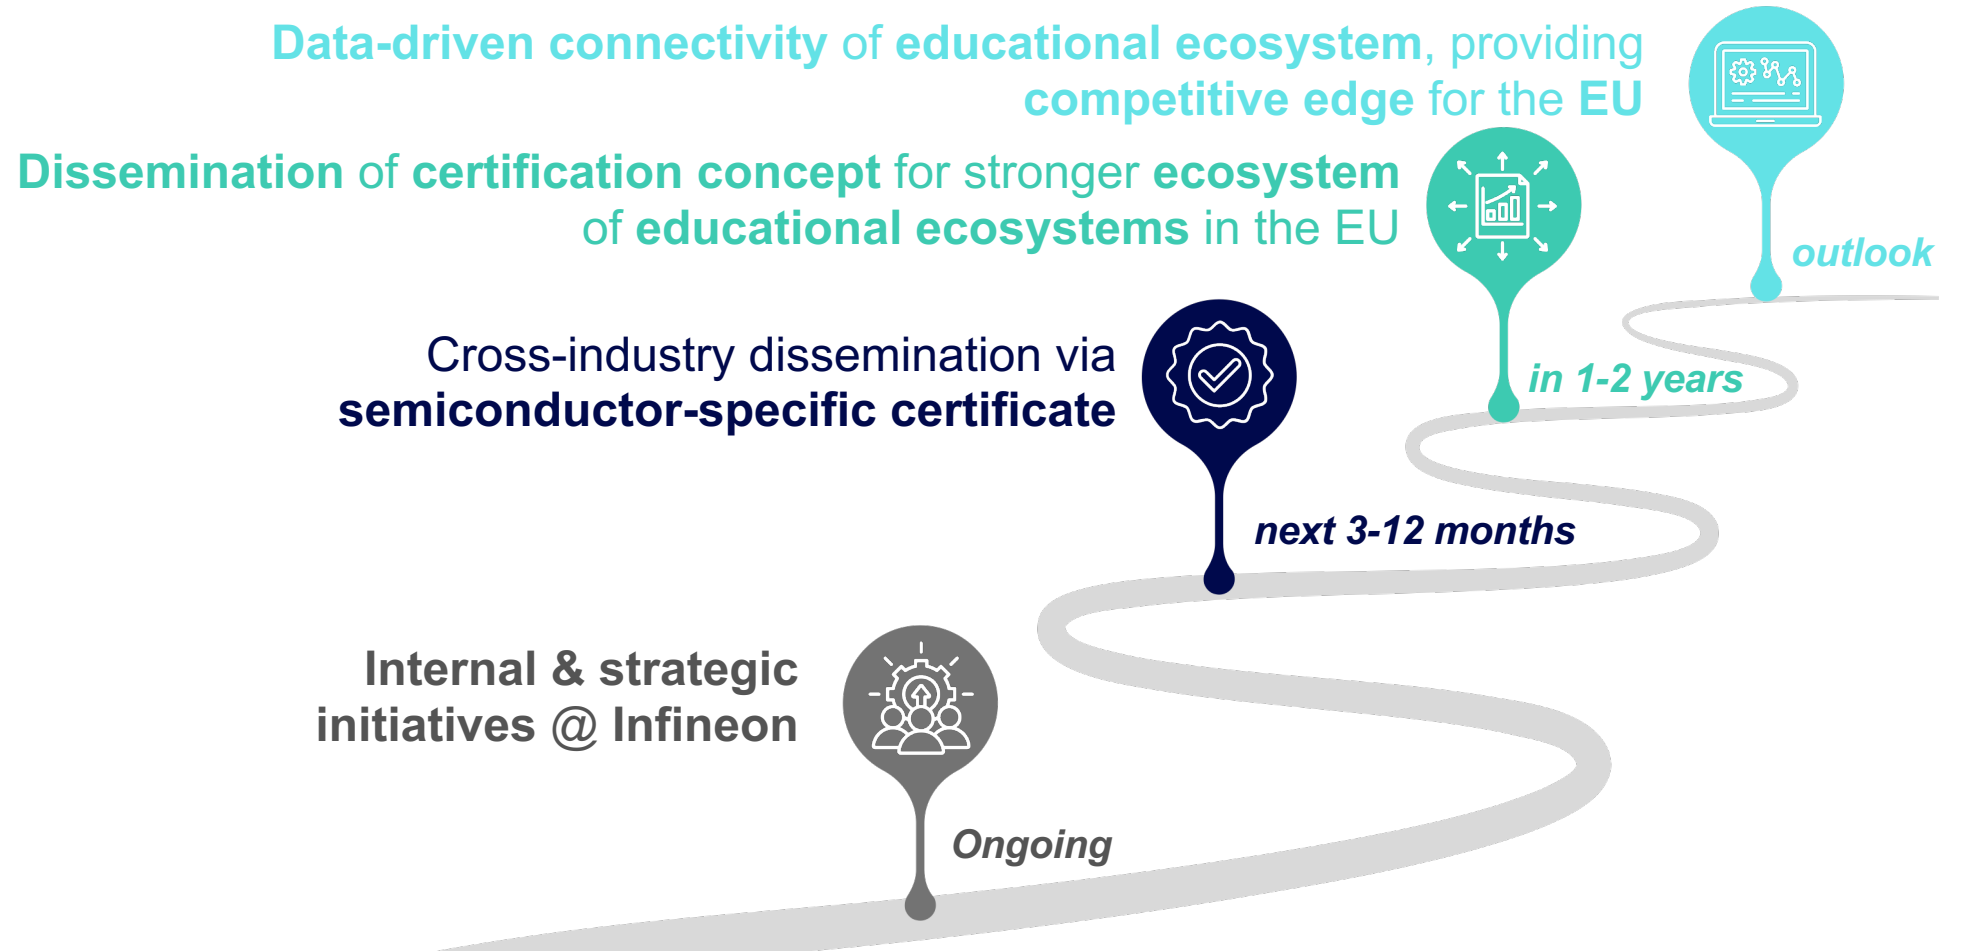 Data-driven connectivity of educational ecosystem, providing
competitive edge for the EU
outlook
Dissemination of certification concept for stronger ecosystem
of educational ecosystems in the EU
in 1-2 years
Cross-industry dissemination via
semiconductor-specific certificate
next 3-12 months
Internal & strategic
initiatives @ Infineon
Ongoing